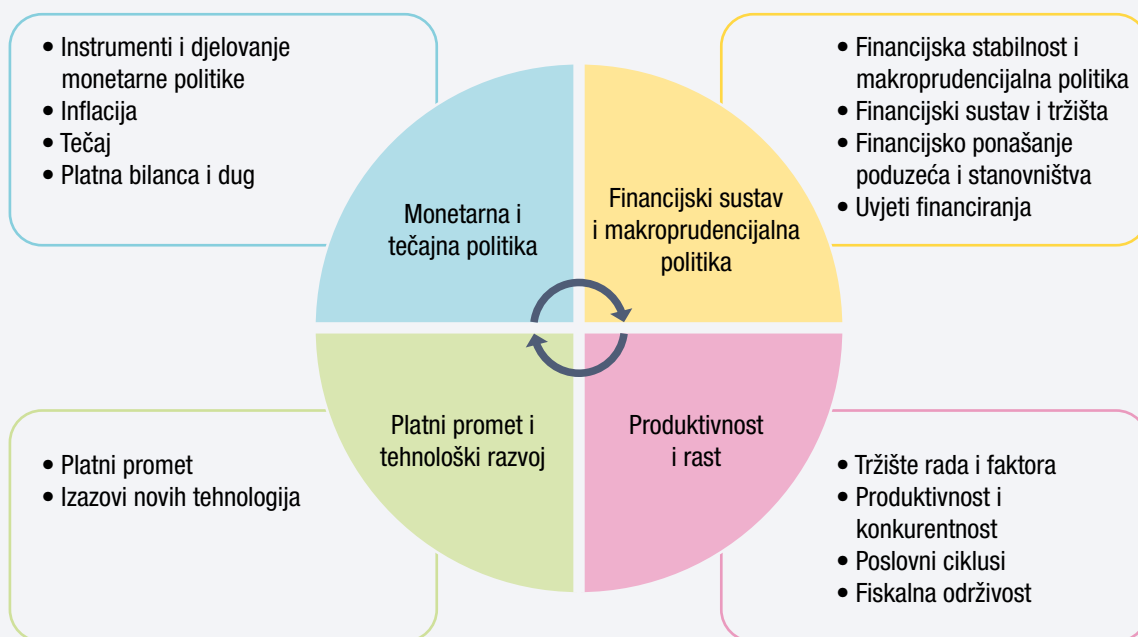 • Instrumenti i djelovanje
monetarne politike
• Inflacija
• Tečaj
• Platna bilanca i dug
• Financijska stabilnost i
makroprudencijalna politika
• Financijski sustav i tržišta
• Financijsko ponašanje
poduzeća i stanovništva
• Uvjeti financiranja
Monetarna i
tečajna politika
Financijski sustav
i makroprudencijalna
politika
Platni promet i
tehnološki razvoj
Produktivnost
i rast
• Platni promet
• Izazovi novih tehnologija
• Tržište rada i faktora
• Produktivnost i
konkurentnost
• Poslovni ciklusi
• Fiskalna održivost